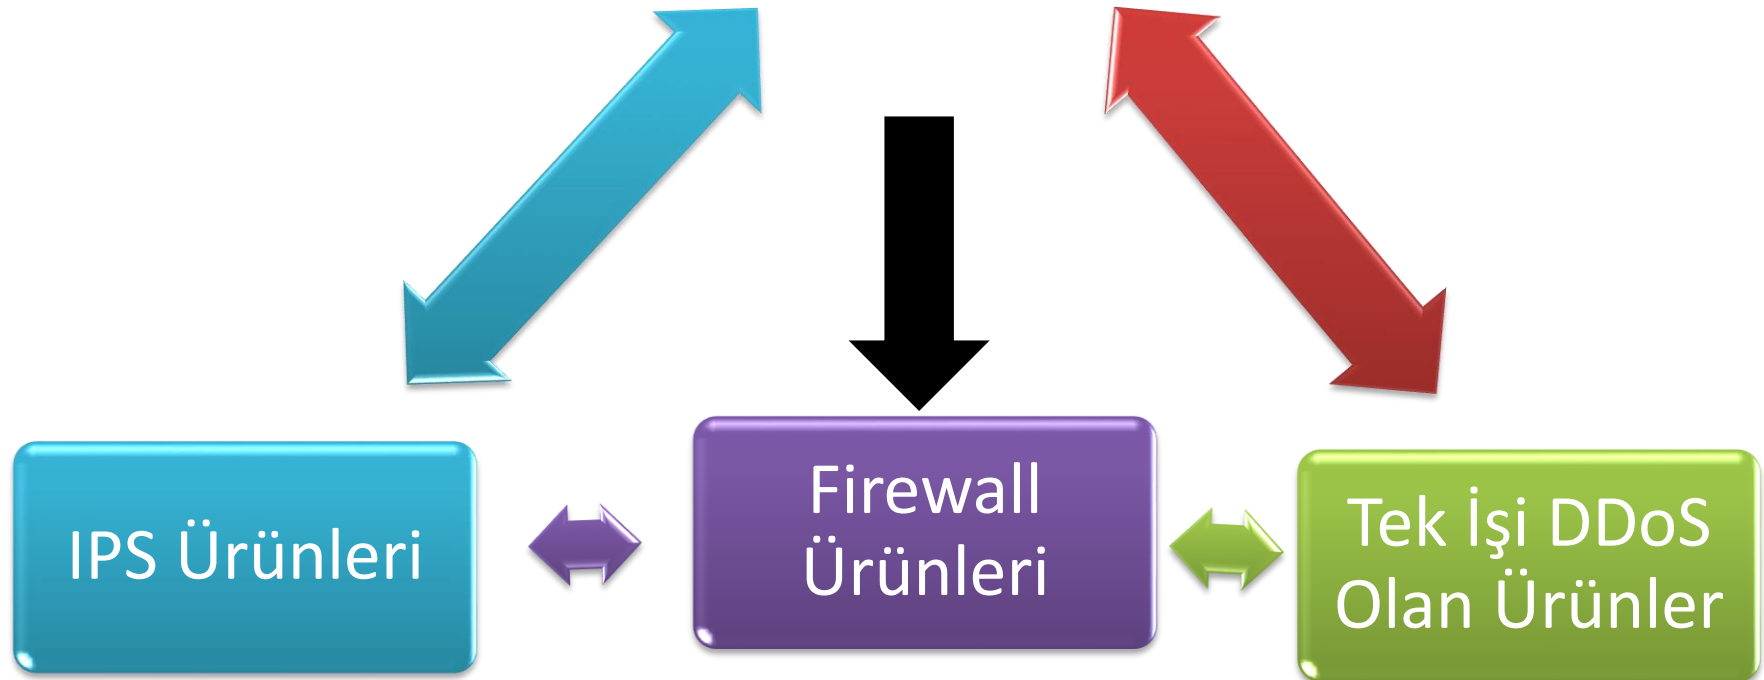 IPS Ürünleri
Firewall
Ürünleri
Tek İşi DDoS
Olan Ürünler